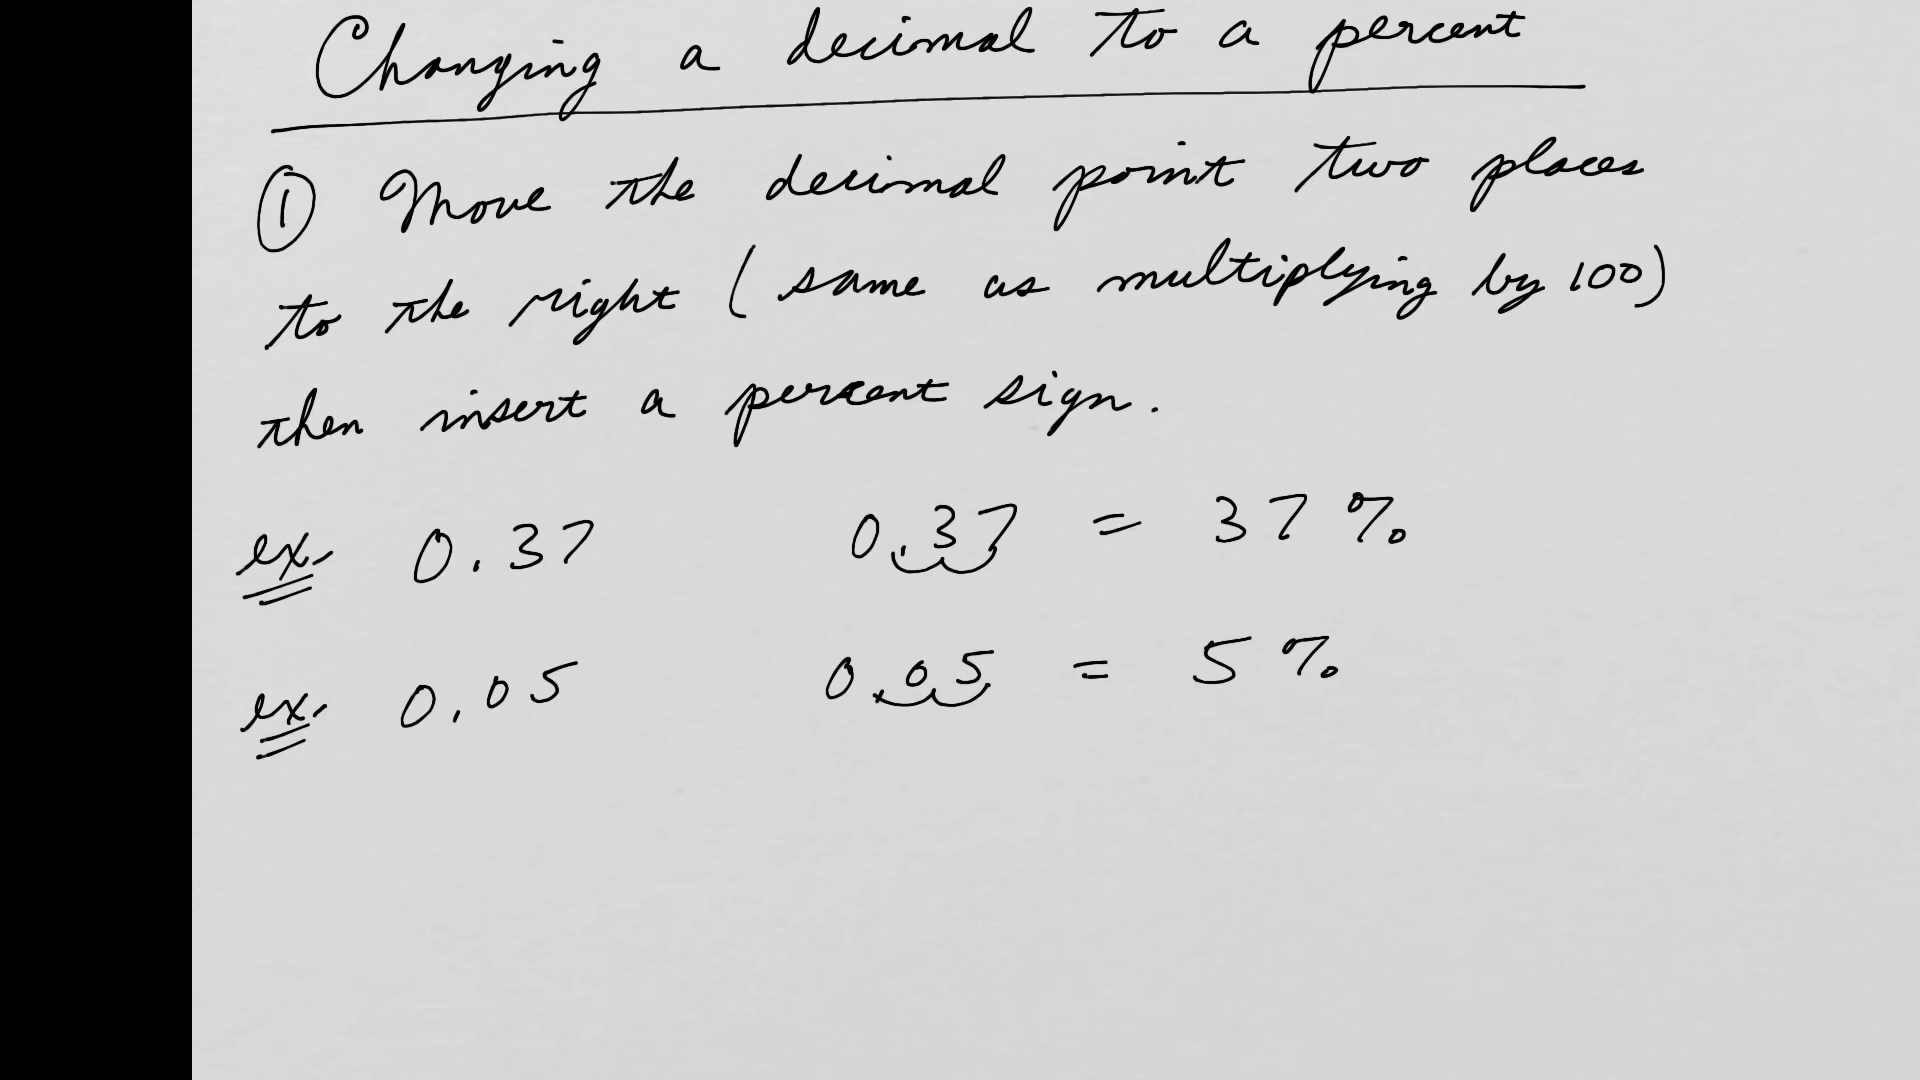 Changing a decimal to a percent
① Move the decimal point two places
to the right (same as multiplying by 100)
then insert a percent sign.
ex. 0.37 0.37 = 37%
ex. 0.05 0.05 = 5%